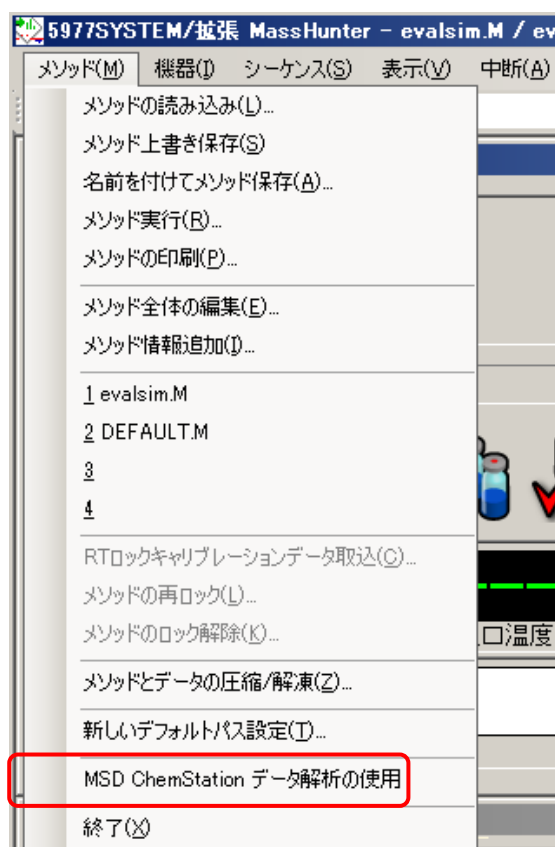 5977SYSTEM/拡張 MassHunter - evalsim.M / ev
メソッド(M) 機器(I) シーケンス(S) 表示(V) 中断(A)
メソッドの読み込み(L)...
メソッド上書き保存(S)
名前を付けてメソッド保存(A)...
メソッド実行(R)...
メソッドの印刷(P)...
メソッド全体の編集(E)...
メソッド情報追加(I)...
1 evalsim.M
2 DEFAULT.M
3
4
RTロックキャリブレーションデータ取込(C)...
メソッドの再ロック(L)...
メソッドのロック解除(K)...
口温度
メソッドとデータの圧縮/解凍(Z)...
新しいデフォルトパス設定(T)...
MSD ChemStation データ解析の使用
終了(X)